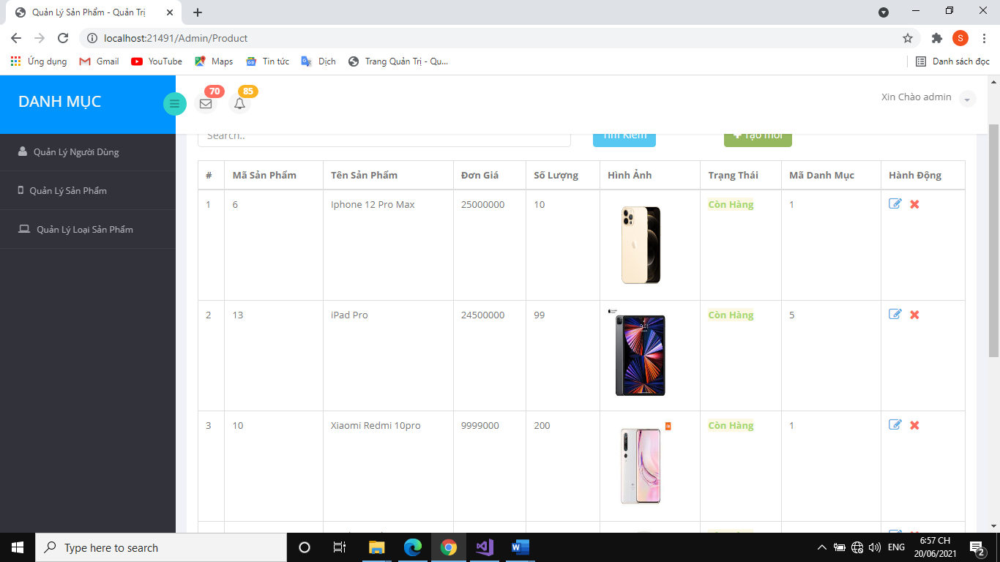 Quản Lý Sản Phẩm - Quản Trị
localhost:21491/Admin/Product
S
Ứng dụng Gmail YouTube Maps Tin tức Dịch Trang Quản Trị - Qu... Danh sách đọc
DANH MỤC
70 85
Xin Chào admin
Quản Lý Người Dùng
Quản Lý Sản Phẩm
Quản Lý Loại Sản Phẩm
Search..
Tìm Kiếm
Tạo mới
# Mã Sản Phẩm Tên Sản Phẩm Đơn Giá Số Lượng Hình Ảnh Trạng Thái Mã Danh Mục Hành Động
1 6 Iphone 12 Pro Max 25000000 10 Còn Hàng 1
2 13 iPad Pro 24500000 99 Còn Hàng 5
3 10 Xiaomi Redmi 10pro 9999000 200 Còn Hàng 1
Type here to search
ENG
6:57 CH
20/06/2021
2